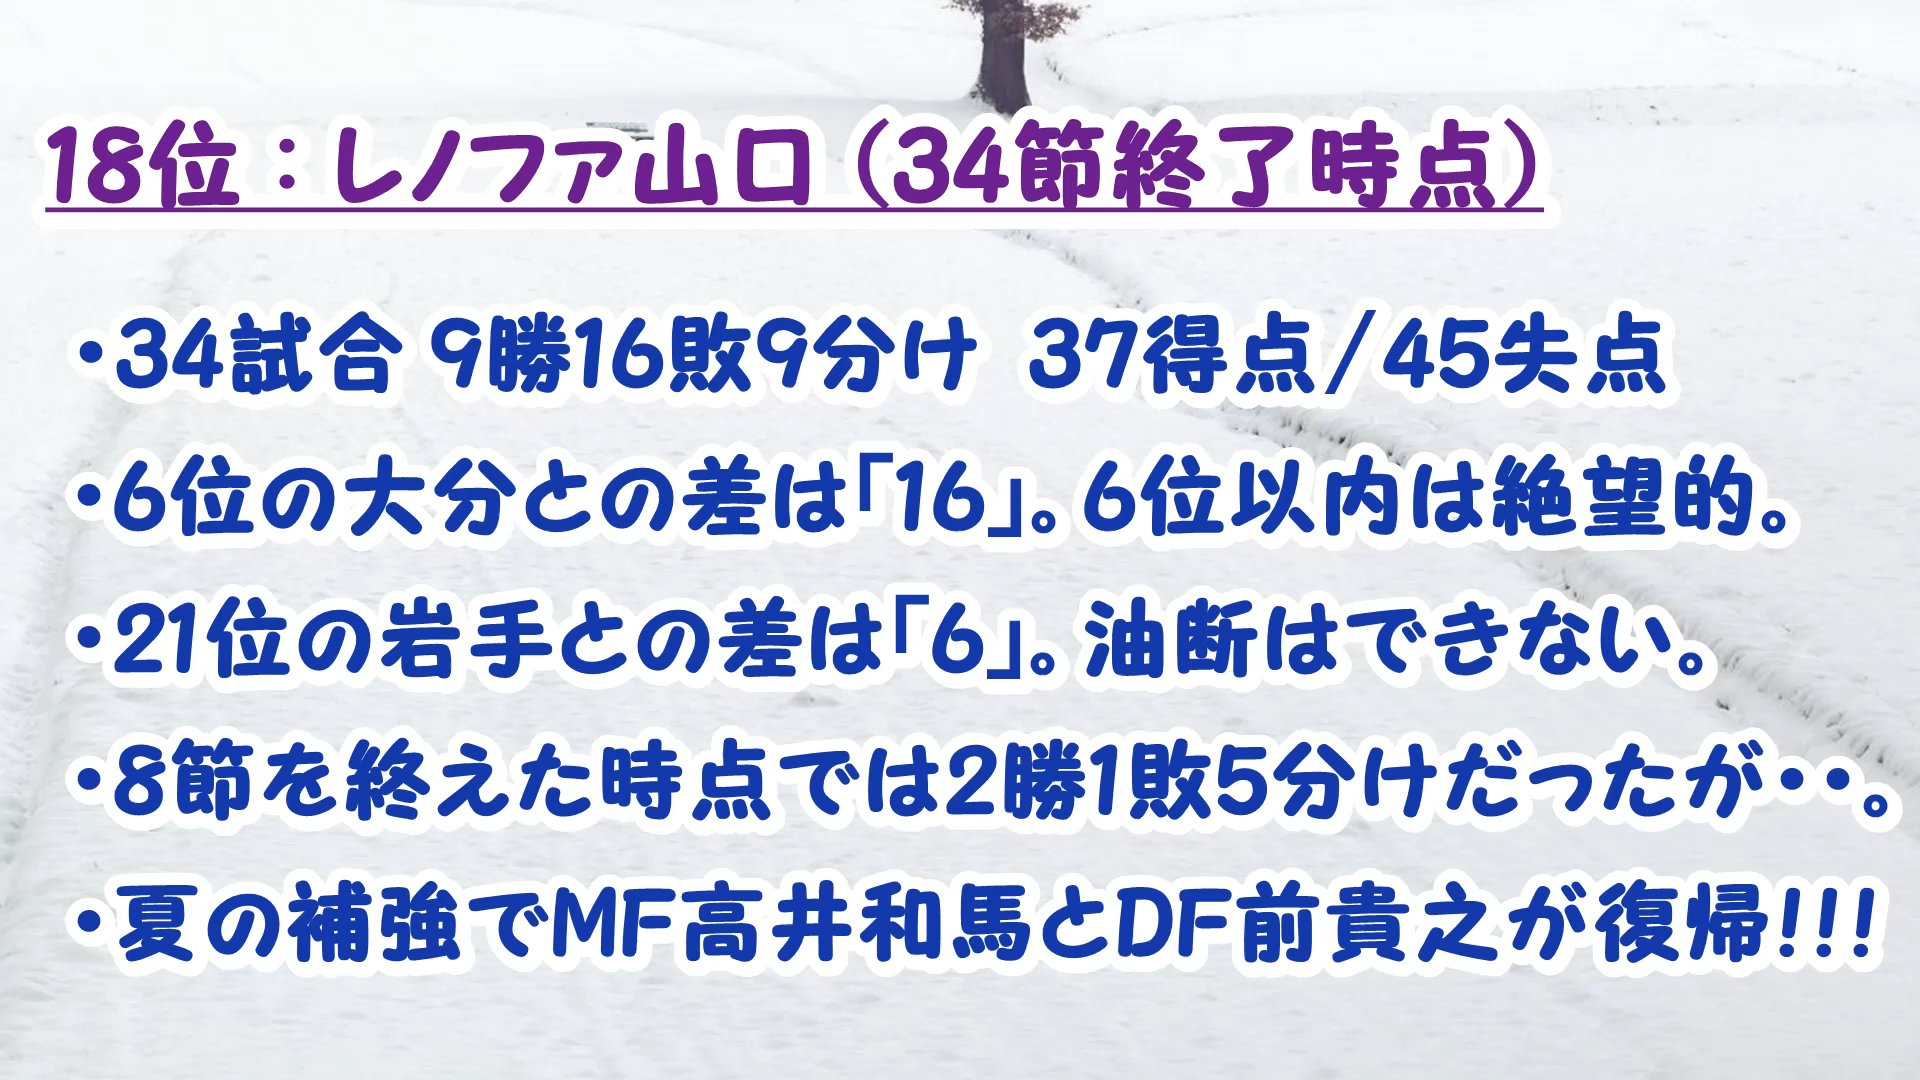 18位：レノファ山口（34節終了時点）
・34試合 9勝16敗9分け 37得点/45失点
・6位の大分との差は「16」。6位以内は絶望的。
・21位の岩手との差は「6」。油断はできない。
・8節を終えた時点では2勝1敗5分けだったが・・。
・夏の補強でMF高井和馬とDF前貴之が復帰!!!